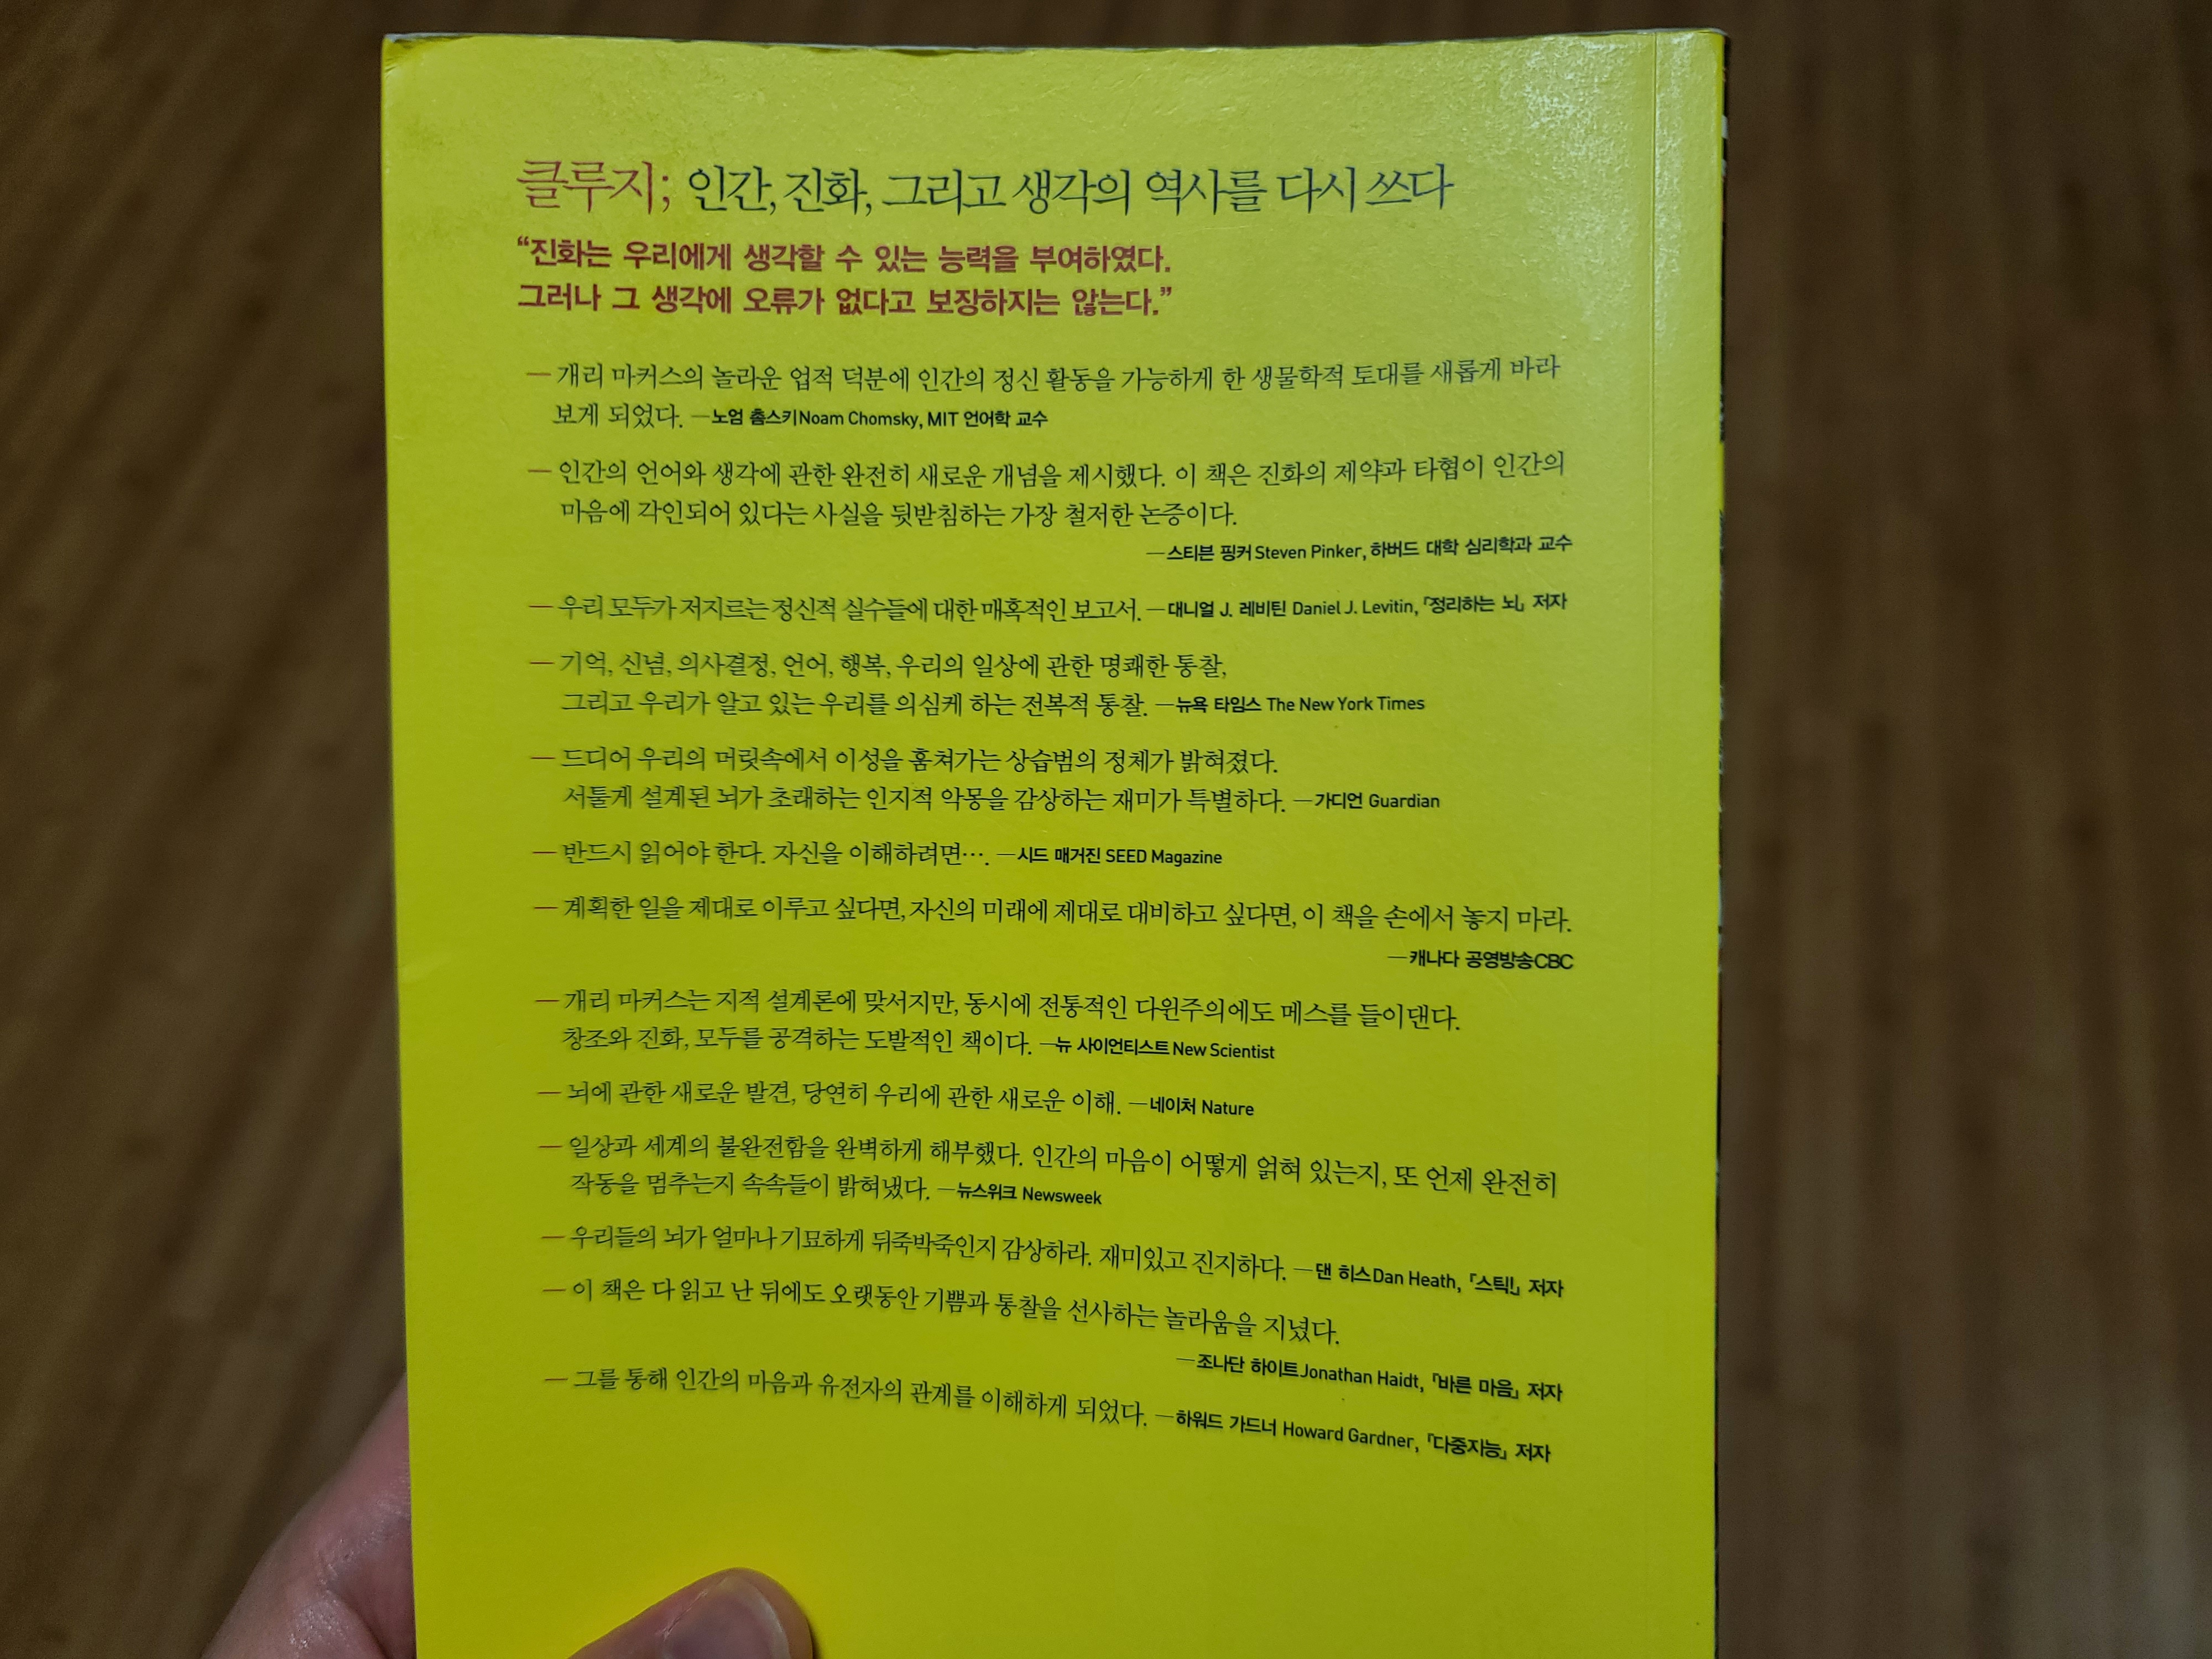 클루지; 인간, 진화, 그리고 생각의 역사를 다시 쓰다
“진화는 우리에게 생각할 수 있는 능력을 부여하였다.
그러나 그 생각에 오류가 없다고 보장하지는 않는다.”
— 개리 마커스의 놀라운 업적 덕분에 인간의 정신 활동을 가능하게 한 생물학적 토대를 새롭게 바라
보게 되었다. —노엄 촘스키Noam Chomsky, MIT 언어학 교수
— 인간의 언어와 생각에 관한 완전히 새로운 개념을 제시했다. 이 책은 진화의 제약과 타협이 인간의
마음에 각인되어 있다는 사실을 뒷받침하는 가장 철저한 논증이다.
—스티븐 핑커Steven Pinker, 하버드 대학 심리학과 교수
— 우리 모두가 저지르는 정신적 실수들에 대한 매혹적인 보고서. —대니얼 J. 레비틴 Daniel J. Levitin, 『정리하는 뇌』 저자
— 기억, 신념, 의사결정, 언어, 행복, 우리의 일상에 관한 명쾌한 통찰,
그리고 우리가 알고 있는 우리를 의심케 하는 전복적 통찰. —뉴욕 타임스 The New York Times
— 드디어 우리의 머릿속에서 이성을 훔쳐가는 상습범의 정체가 밝혀졌다.
서툴게 설계된 뇌가 초래하는 인지적 악몽을 감상하는 재미가 특별하다. —가디언 Guardian
— 반드시 읽어야 한다. 자신을 이해하려면…. —시드 매거진 SEED Magazine
— 계획한 일을 제대로 이루고 싶다면, 자신의 미래에 제대로 대비하고 싶다면, 이 책을 손에서 놓지 마라.
—캐나다 공영방송CBC
— 개리 마커스는 지적 설계론에 맞서지만, 동시에 전통적인 다윈주의에도 메스를 들이댄다.
창조와 진화, 모두를 공격하는 도발적인 책이다. —뉴 사이언티스트 New Scientist
— 뇌에 관한 새로운 발견, 당연히 우리에 관한 새로운 이해. —네이처 Nature
— 일상과 세계의 불완전함을 완벽하게 해부했다. 인간의 마음이 어떻게 얽혀 있는지, 또 언제 완전히
작동을 멈추는지 속속들이 밝혀냈다. —뉴스위크 Newsweek
— 우리들의 뇌가 얼마나 기묘하게 뒤죽박죽인지 감상하라. 재미있고 진지하다. —댄 히스Dan Heath, 『스틱!』 저자
— 이 책은 다 읽고 난 뒤에도 오랫동안 기쁨과 통찰을 선사하는 놀라움을 지녔다.
—조나단 하이트Jonathan Haidt, 『바른 마음』 저자
— 그를 통해 인간의 마음과 유전자의 관계를 이해하게 되었다. —하워드 가드너 Howard Gardner, 『다중지능』 저자